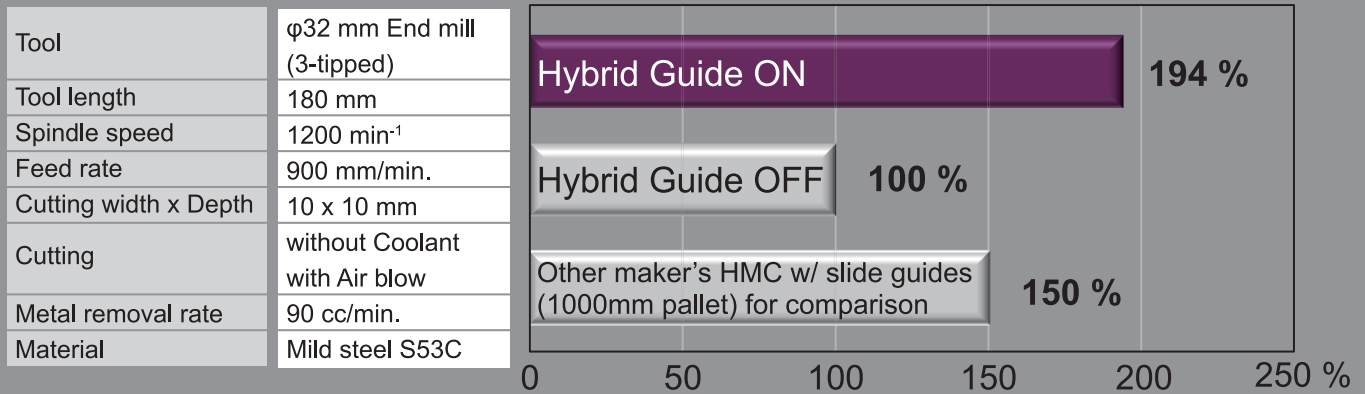 Tool
φ32 mm End mill
(3-tipped)
Tool length
180 mm
Spindle speed
1200 min⁻¹
Feed rate
900 mm/min.
Cutting width x Depth
10 x 10 mm
Cutting
without Coolant
with Air blow
Metal removal rate
90 cc/min.
Material
Mild steel S53C
Hybrid Guide ON
194 %
Hybrid Guide OFF
100 %
Other maker’s HMC w/ slide guides
(1000mm pallet) for comparison
150 %
0 50 100 150 200 250 %